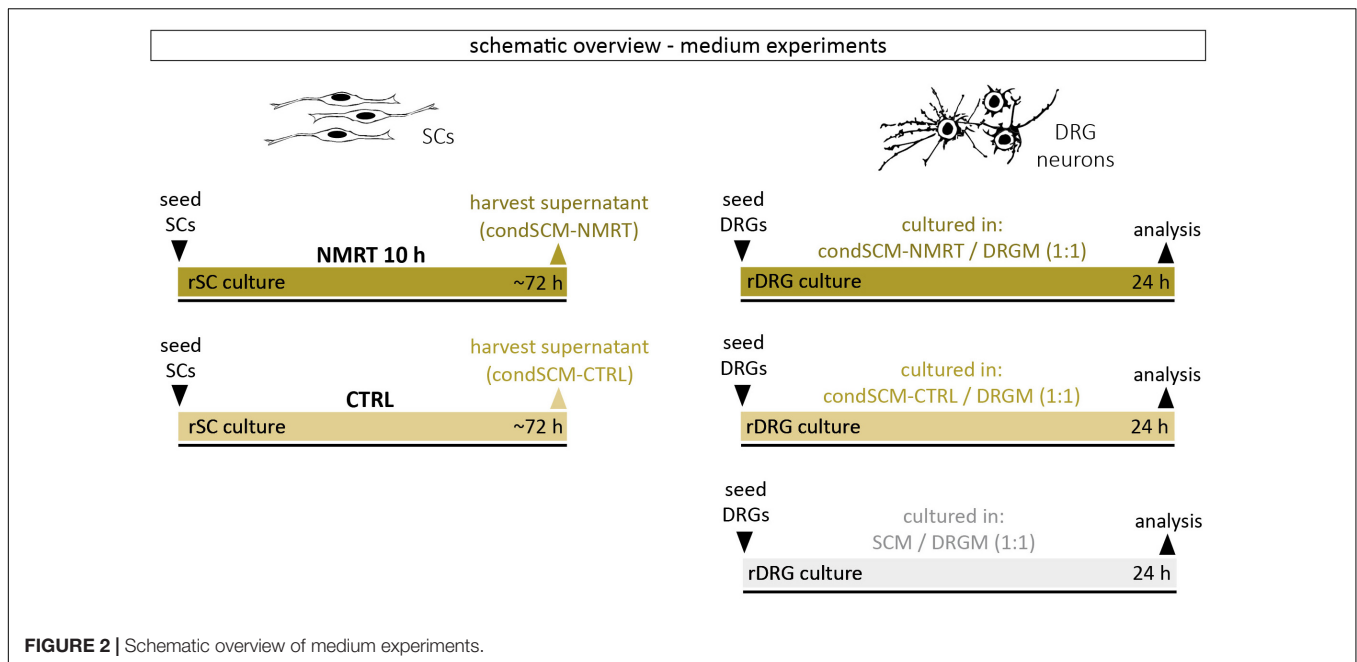 schematic overview - medium experiments
SCs
DRG
neurons
seed
SCs
harvest supernatant
(condSCM-NMRT)
NMRT 10 h
rSC culture
~72 h
seed
DRGs
cultured in:
condSCM-NMRT / DRGM (1:1)
analysis
rDRG culture
24 h
seed
SCs
harvest supernatant
(condSCM-CTRL)
CTRL
rSC culture
~72 h
seed
DRGs
cultured in:
condSCM-CTRL / DRGM (1:1)
analysis
rDRG culture
24 h
seed
DRGs
cultured in:
SCM / DRGM (1:1)
analysis
rDRG culture
24 h
FIGURE 2 | Schematic overview of medium experiments.